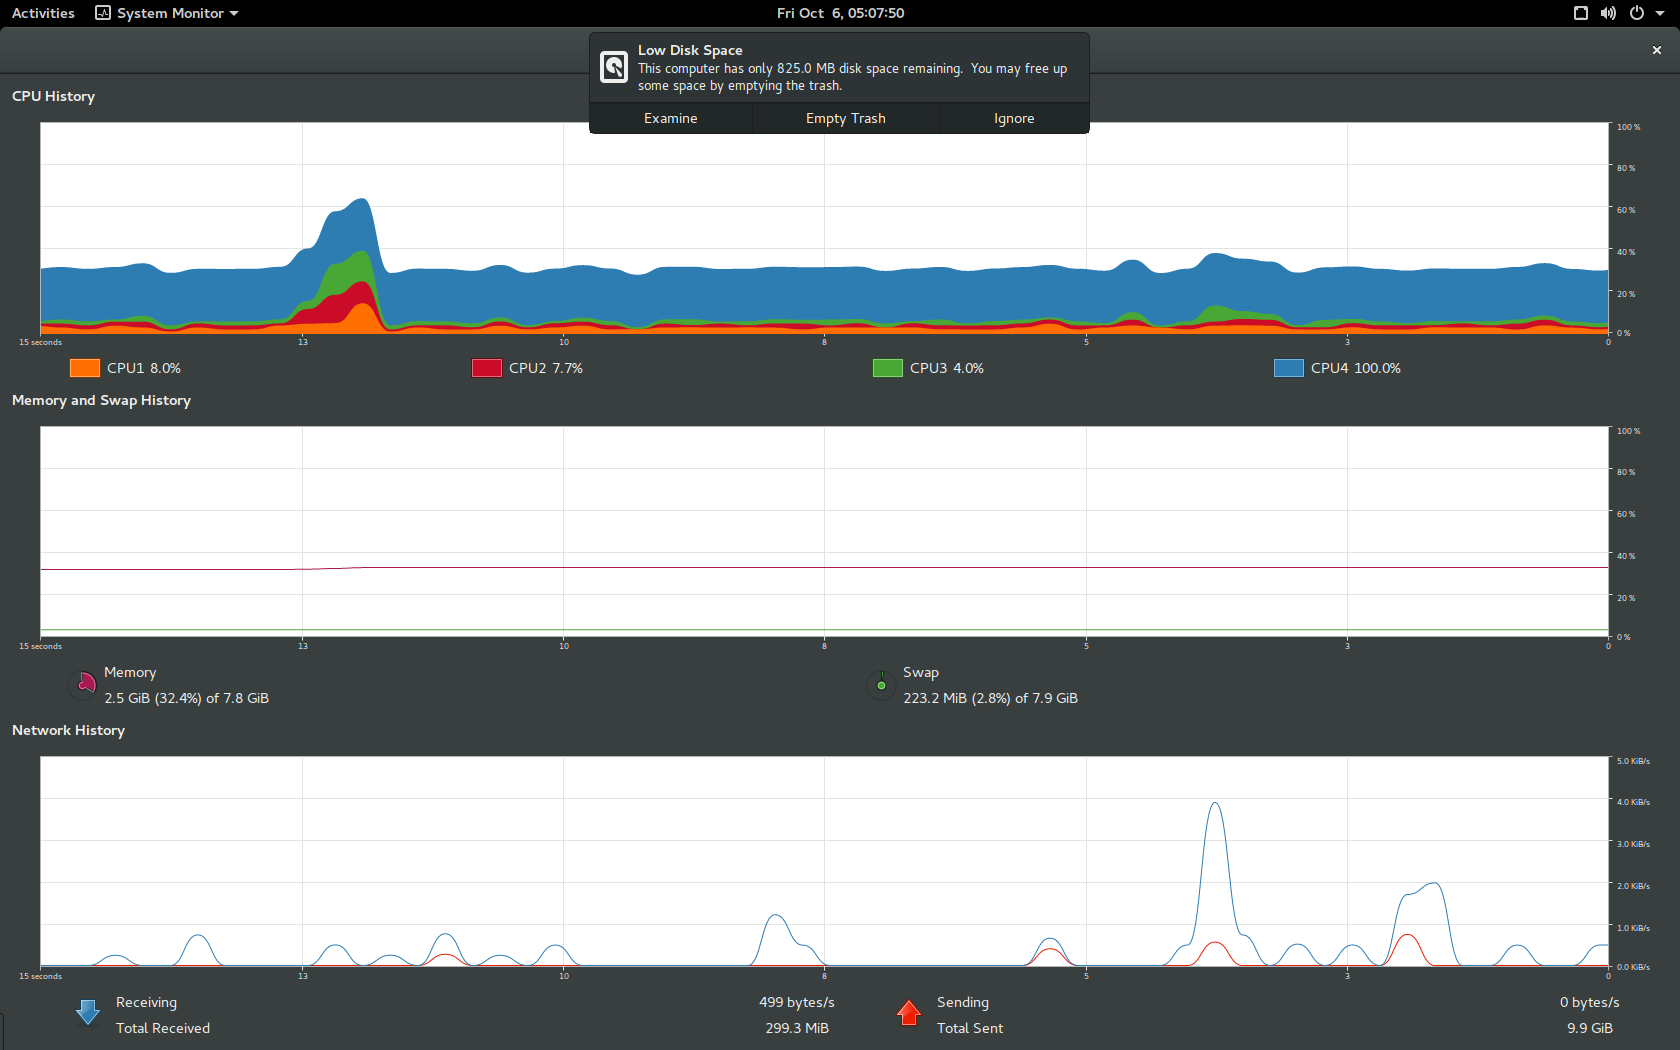 Activities
System Monitor
Fri Oct 6, 05:07:50
Low Disk Space
This computer has only 825.0 MB disk space remaining. You may free up
some space by emptying the trash.
Examine
Empty Trash
Ignore
CPU History
100 %
80 %
60 %
40 %
20 %
0 %
15 seconds
13
10
8
5
3
0
CPU1 8.0%
CPU2 7.7%
CPU3 4.0%
CPU4 100.0%
Memory and Swap History
100 %
80 %
60 %
40 %
20 %
0 %
15 seconds
13
10
8
5
3
0
Memory
2.5 GiB (32.4%) of 7.8 GiB
Swap
223.2 MiB (2.8%) of 7.9 GiB
Network History
5.0 KiB/s
4.0 KiB/s
3.0 KiB/s
2.0 KiB/s
1.0 KiB/s
0.0 KiB/s
15 seconds
13
10
8
5
3
0
Receiving
499 bytes/s
Total Received
299.3 MiB
Sending
0 bytes/s
Total Sent
9.9 GiB